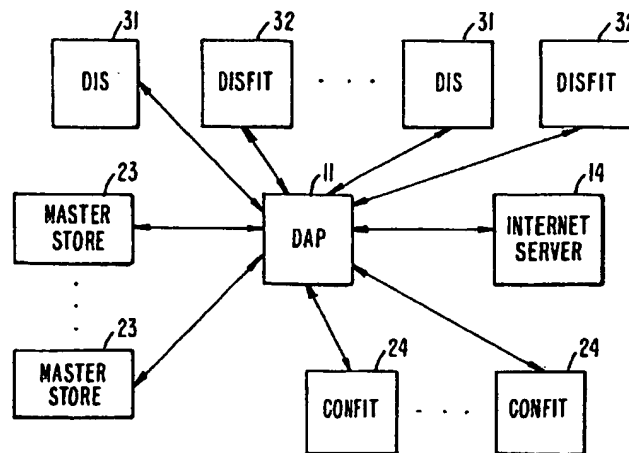 31 32 31 32
DIS DISFIT . . . DIS DISFIT
23 11 14
MASTER
STORE
DAP
INTERNET
SERVER
23
MASTER
STORE
24 24
CONFIT . . . CONFIT